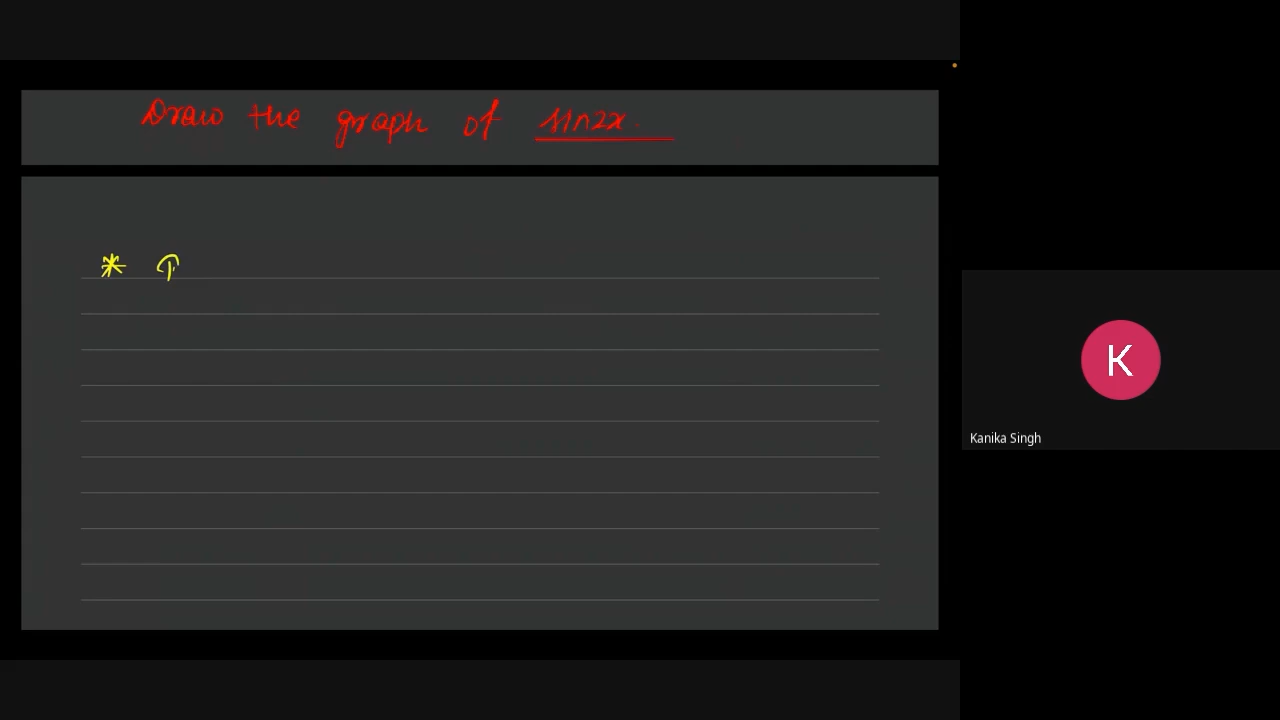 Draw the graph of sin2x.
*
K
Kanika Singh